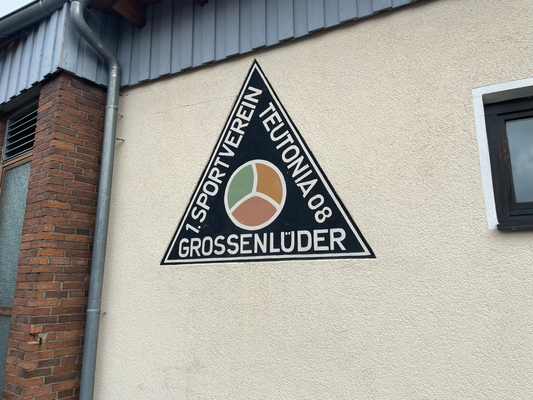 1. SPORTVEREIN
TEUTONIA 08
GROSSENLÜDER